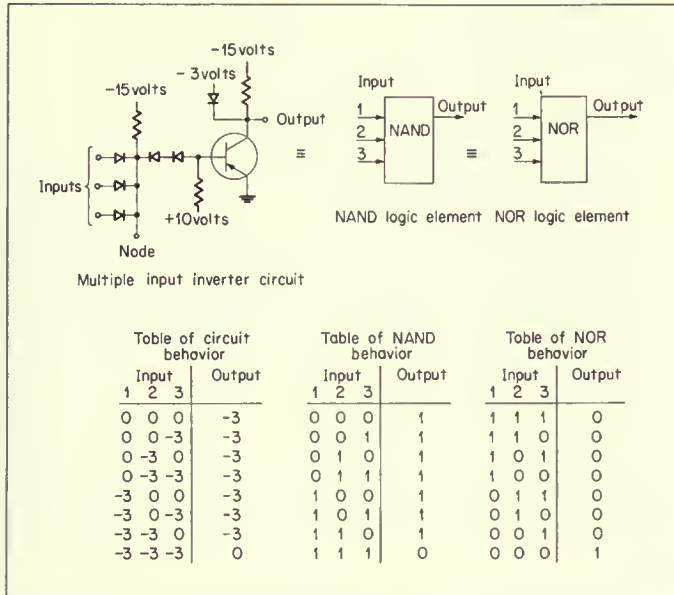 -15volts
-3volts
-15volts
Output
Inputs
+10volts
Node
Multiple input inverter circuit
≡
Input
1
2
3
NAND
Output
NAND logic element
≡
Input
1
2
3
NOR
Output
NOR logic element
Table of circuit
behavior
Input Output
1 2 3
0 0 0 -3
0 0 -3 -3
0 -3 0 -3
0 -3 -3 -3
-3 0 0 -3
-3 0 -3 -3
-3 -3 0 -3
-3 -3 -3 0
Table of NAND
behavior
Input Output
1 2 3
0 0 0 1
0 0 1 1
0 1 0 1
0 1 1 1
1 0 0 1
1 0 1 1
1 1 0 1
1 1 1 0
Table of NOR
behavior
Input Output
1 2 3
1 1 1 0
1 1 0 0
1 0 1 0
1 0 0 0
0 1 1 0
0 1 0 0
0 0 1 0
0 0 0 1